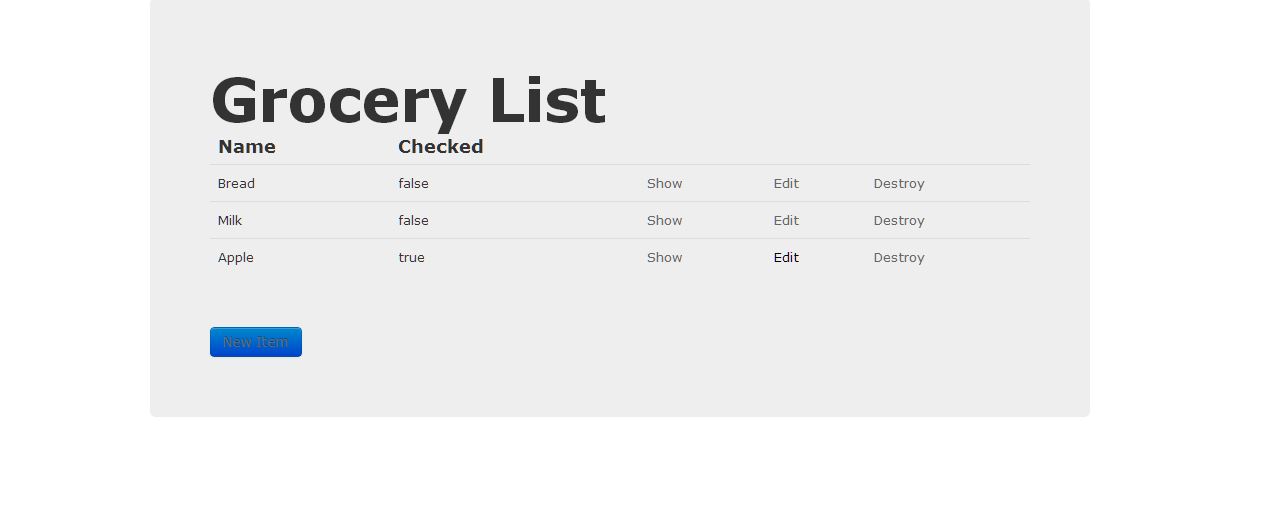 Grocery List
Name Checked
Bread false Show Edit Destroy
Milk false Show Edit Destroy
Apple true Show Edit Destroy
New Item